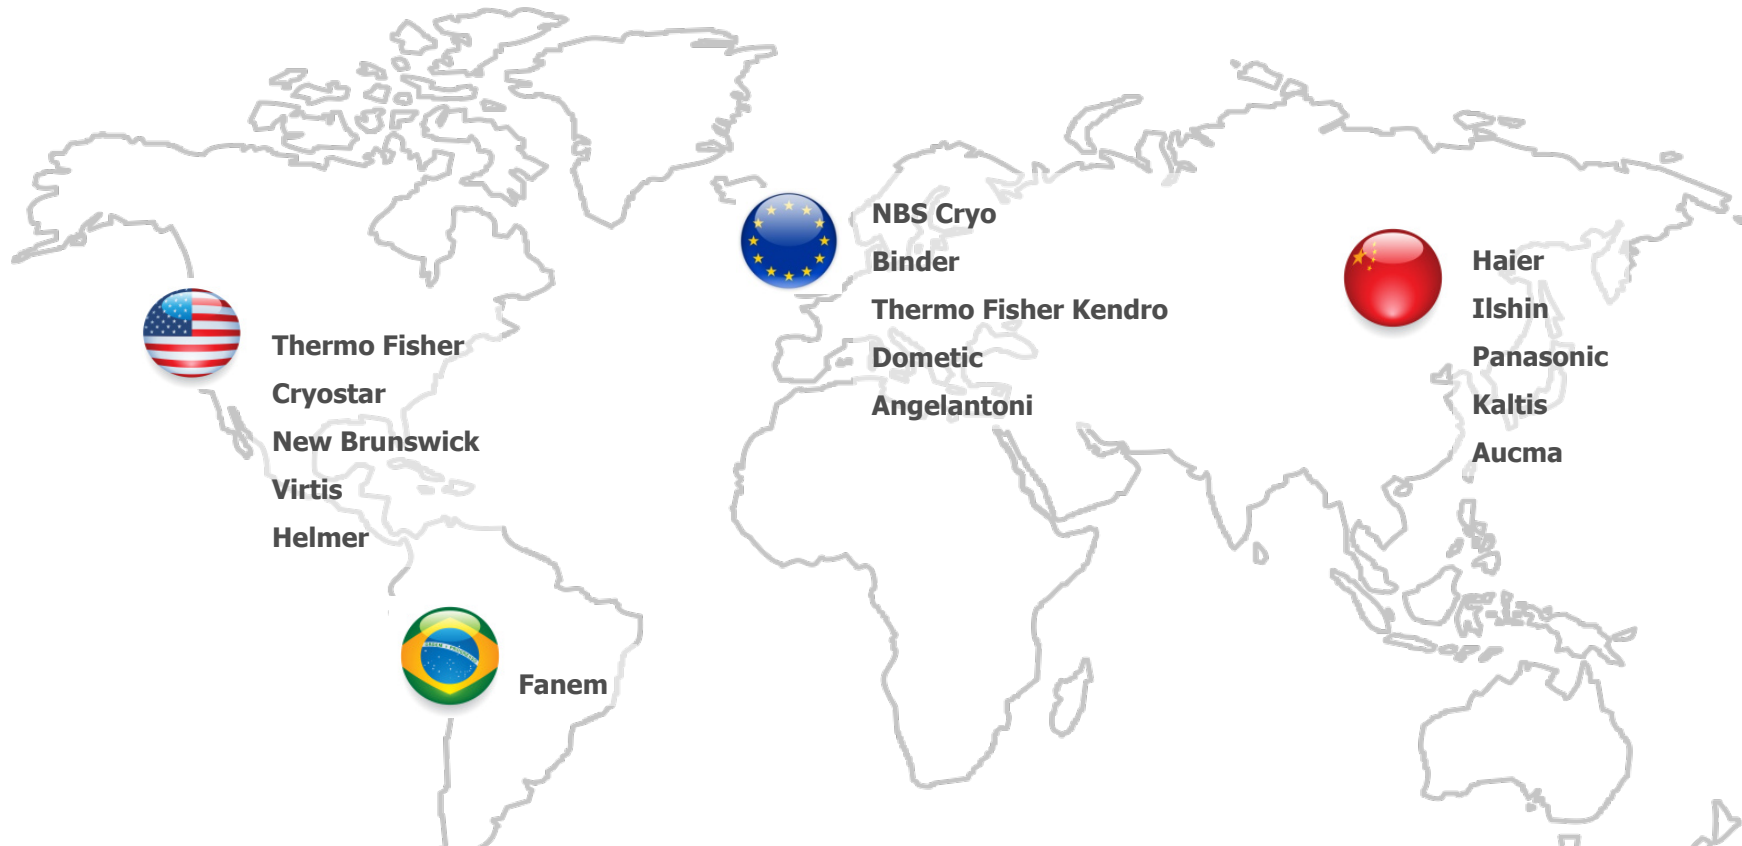 Thermo Fisher
Cryostar
New Brunswick
Virtis
Helmer
Fanem
NBS Cryo
Binder
Thermo Fisher Kendro
Dometic
Angelantoni
Haier
Ilshin
Panasonic
Kaltis
Aucma